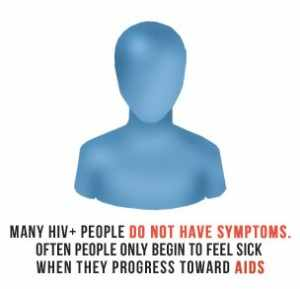 MANY HIV+ PEOPLE DO NOT HAVE SYMPTOMS.
OFTEN PEOPLE ONLY BEGIN TO FEEL SICK
WHEN THEY PROGRESS TOWARD AIDS